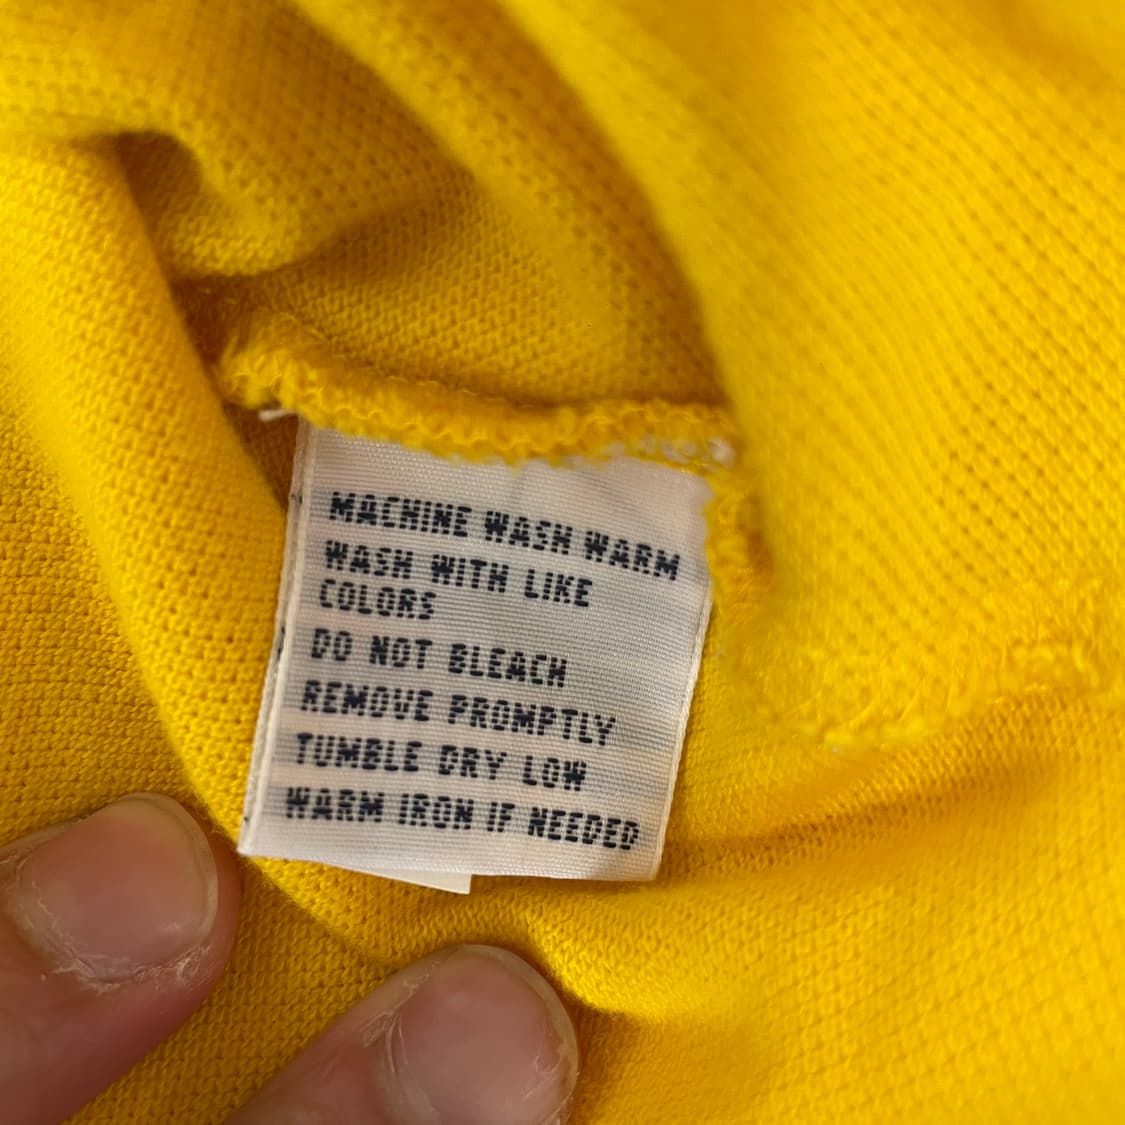 MACHINE WASH WARM
WASH WITH LIKE
COLORS
DO NOT BLEACH
REMOVE PROMPTLY
TUMBLE DRY LOW
WARM IRON IF NEEDED